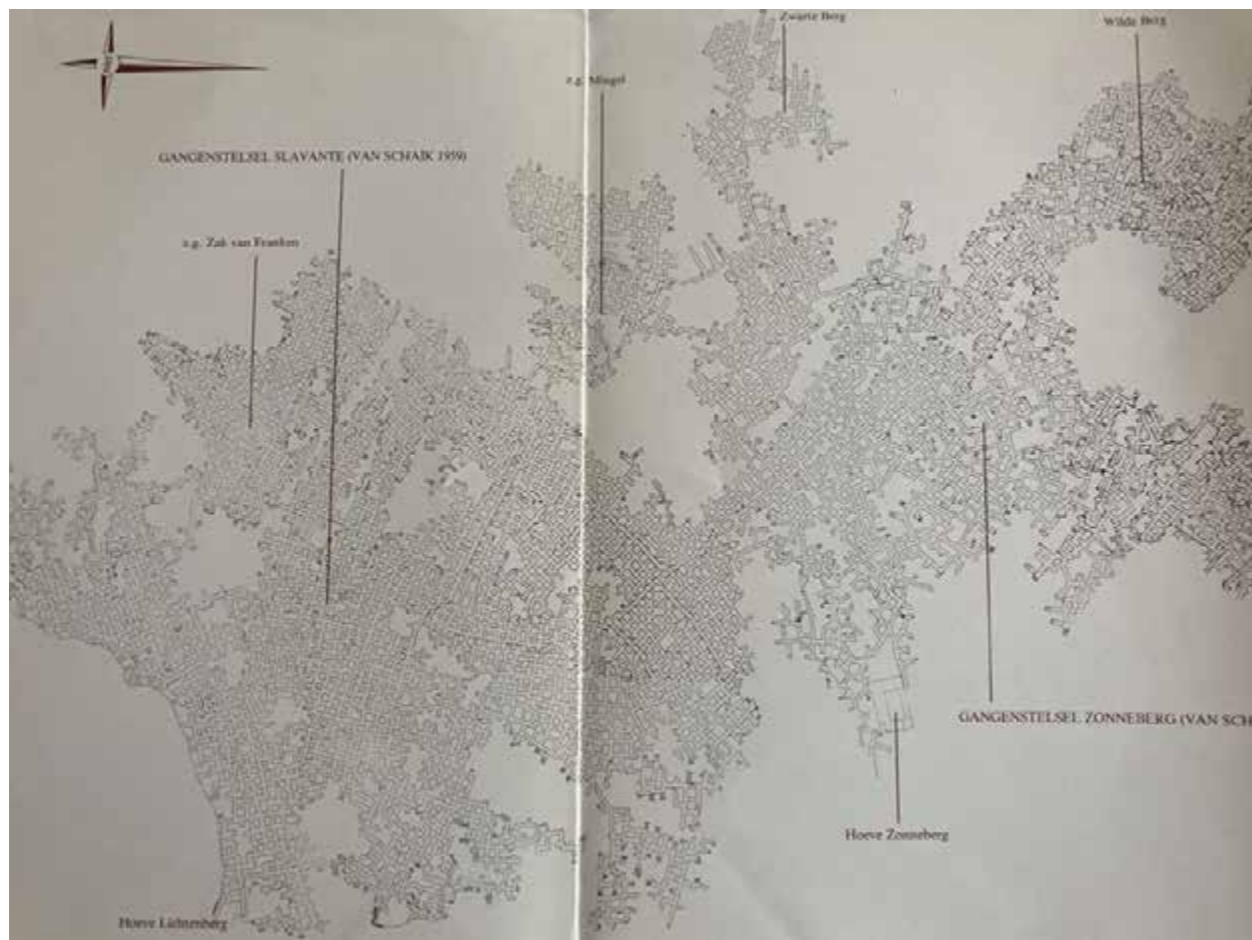 Zwarte Berg
Wilde Berg
z.g. Mingel
GANGENSTELSEL SLAVANTE (VAN SCHAÏK 1959)
z.g. Zak van Franken
GANGENSTELSEL ZONNEBERG (VAN SCH
Hoeve Zonneberg
Hoeve Lichtenberg